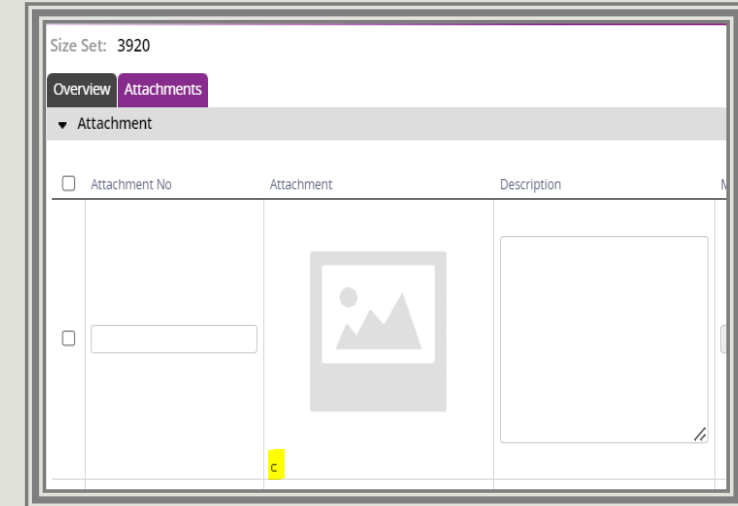 Size Set: 3920
Overview Attachments
Attachment
Attachment No Attachment Description
c